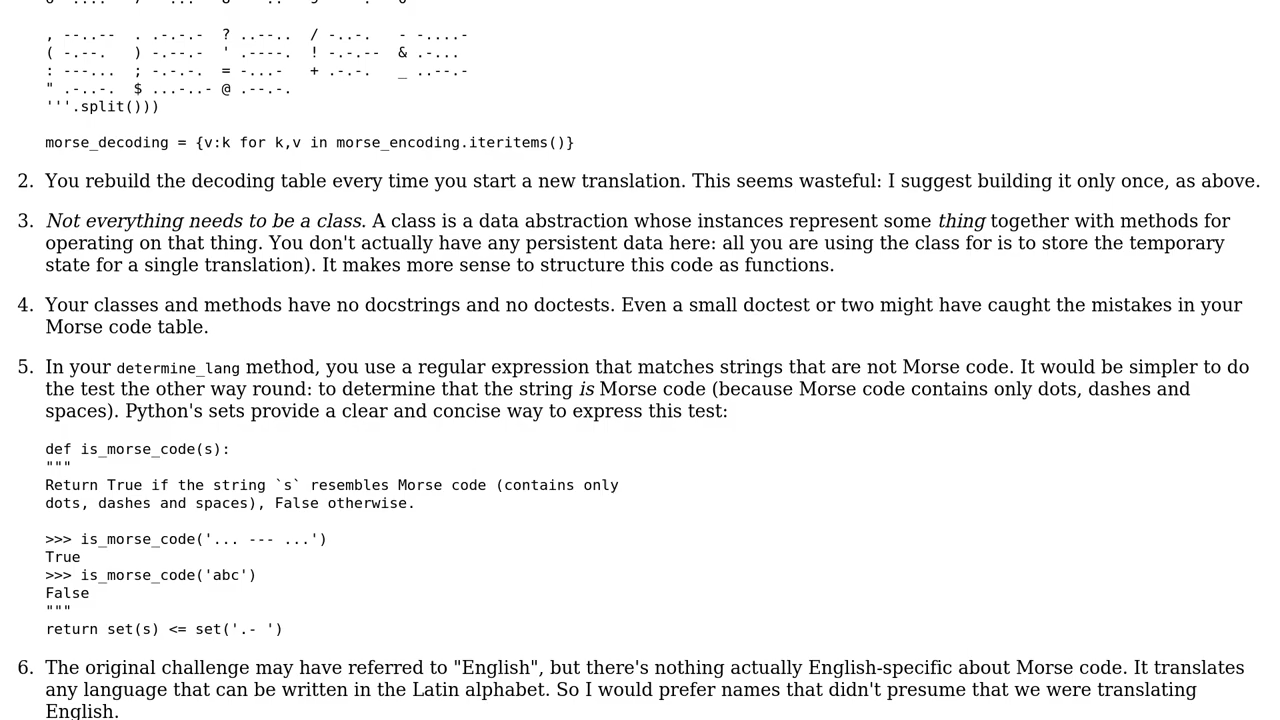 , --..-- . .-.-.- ? ..--.. / -..-. - -....-
( -.--. ) -.--.- ' .----. ! -.-.-- & .-...
: ---... ; -.-.-. = -...- + .-.-. _ ..--.-
" .-..-. $ ...-..- @ .--.-.
'''.split()))
morse_decoding = {v:k for k,v in morse_encoding.iteritems()}
2. You rebuild the decoding table every time you start a new translation. This seems wasteful: I suggest building it only once, as above.
3. Not everything needs to be a class. A class is a data abstraction whose instances represent some thing together with methods for
operating on that thing. You don't actually have any persistent data here: all you are using the class for is to store the temporary
state for a single translation). It makes more sense to structure this code as functions.
4. Your classes and methods have no docstrings and no doctests. Even a small doctest or two might have caught the mistakes in your
Morse code table.
5. In your determine_lang method, you use a regular expression that matches strings that are not Morse code. It would be simpler to do
the test the other way round: to determine that the string is Morse code (because Morse code contains only dots, dashes and
spaces). Python's sets provide a clear and concise way to express this test:
def is_morse_code(s):
"""
Return True if the string `s` resembles Morse code (contains only
dots, dashes and spaces), False otherwise.
>>> is_morse_code('... --- ...')
True
>>> is_morse_code('abc')
False
"""
return set(s) <= set('.- ')
6. The original challenge may have referred to "English", but there's nothing actually English-specific about Morse code. It translates
any language that can be written in the Latin alphabet. So I would prefer names that didn't presume that we were translating
English.